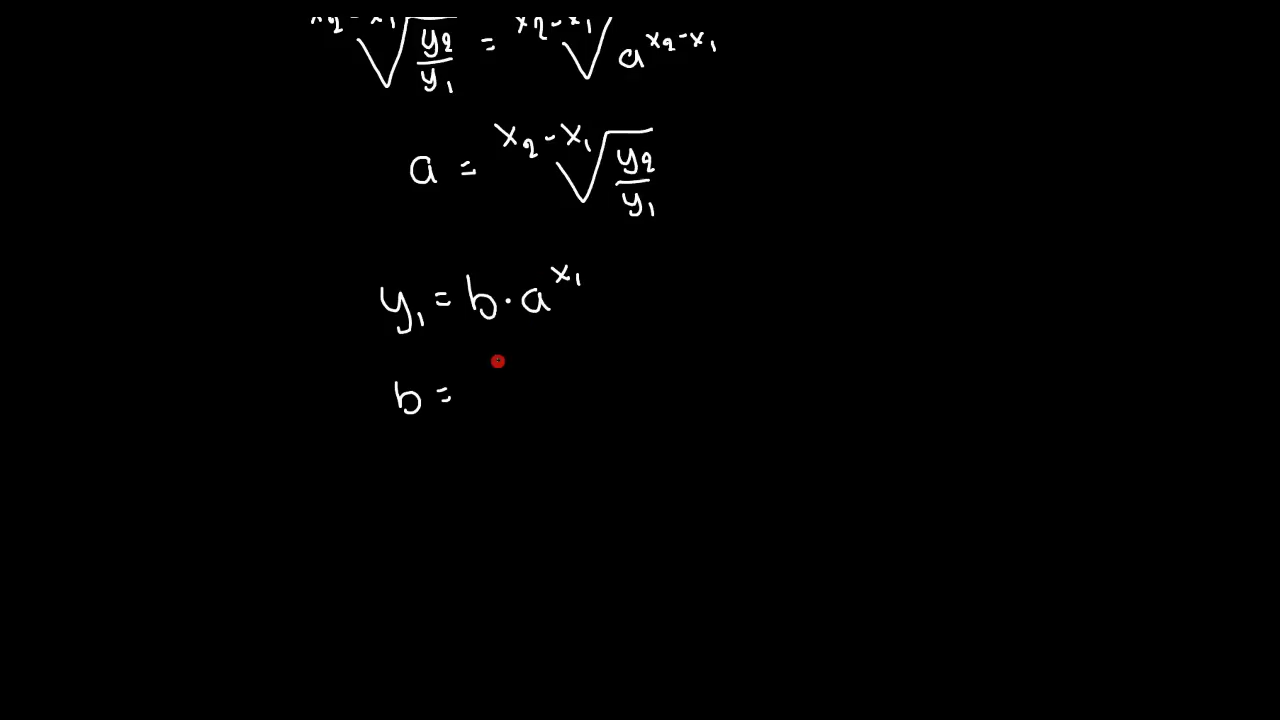 x₂-x₁√(y₂/y₁) = x₂-x₁√a^(x₂-x₁)
a = x₂-x₁√(y₂/y₁)
y₁ = b · a^x₁
b =